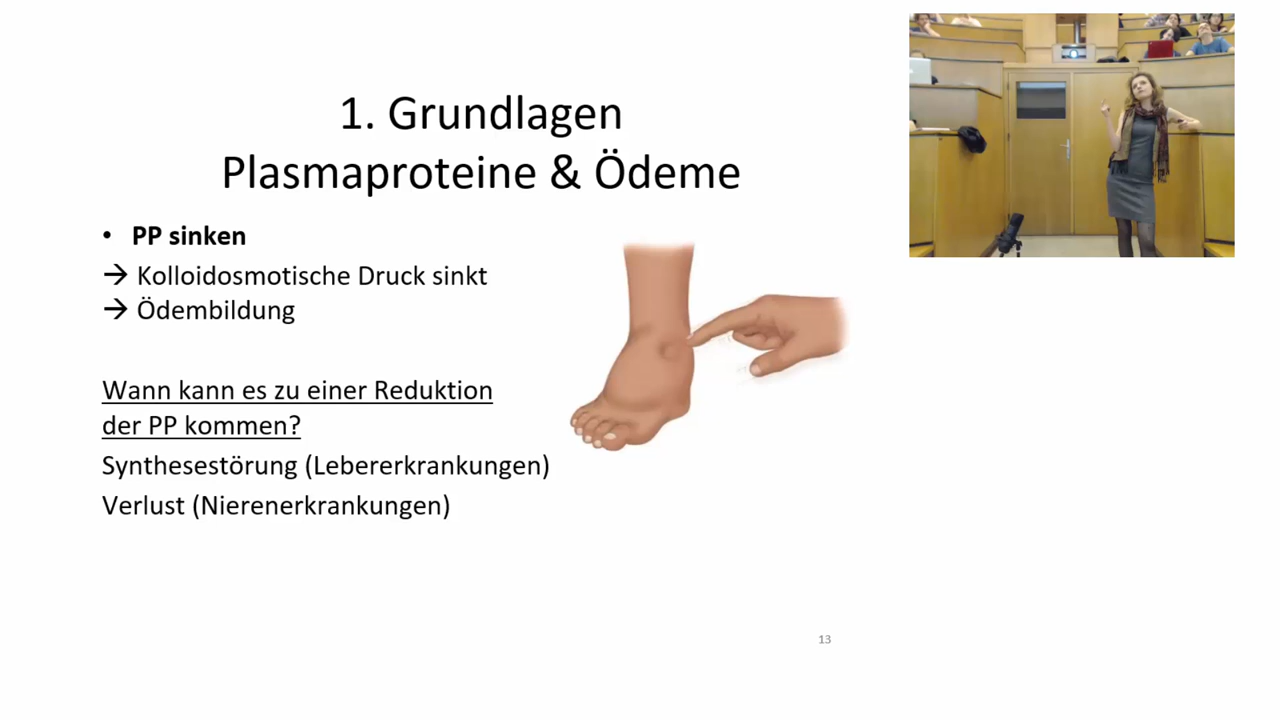 1. Grundlagen
Plasmaproteine & Ödeme
• PP sinken
→ Kolloidosmotische Druck sinkt
→ Ödembildung
Wann kann es zu einer Reduktion
der PP kommen?
Synthesestörung (Lebererkrankungen)
Verlust (Nierenerkrankungen)
13